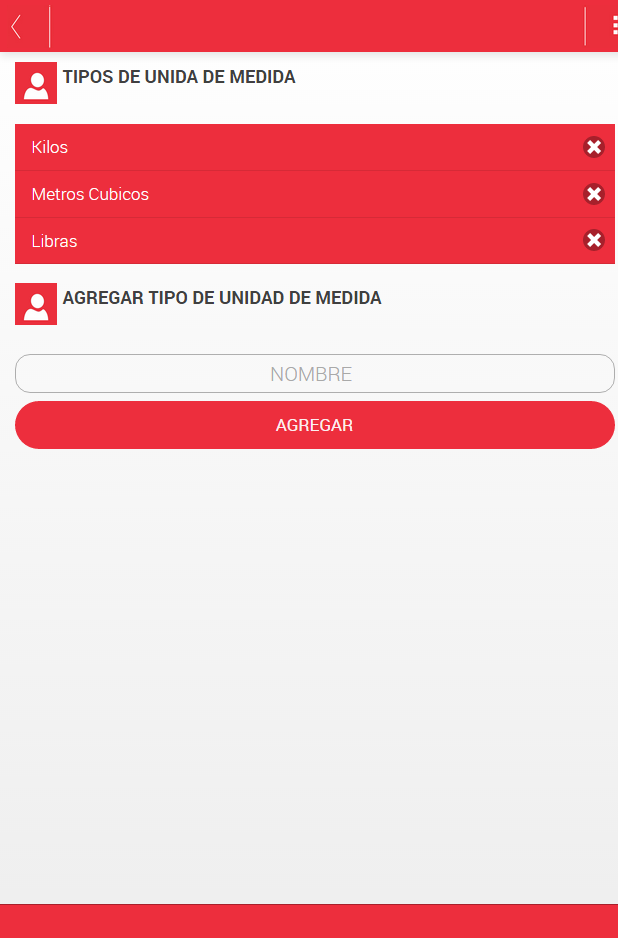 TIPOS DE UNIDA DE MEDIDA
Kilos
Metros Cubicos
Libras
AGREGAR TIPO DE UNIDAD DE MEDIDA
NOMBRE
AGREGAR